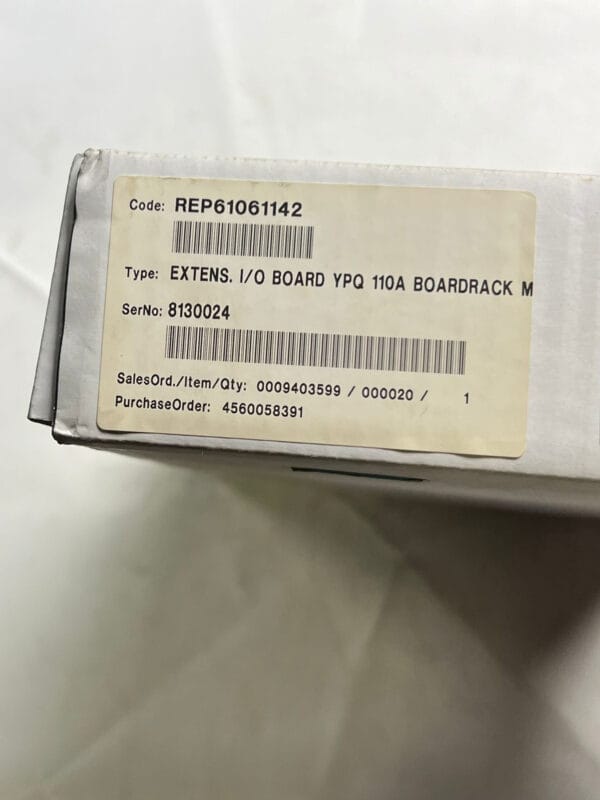 Code: REP61061142
Type: EXTENS. I/O BOARD YPQ 110A BOARDRACK M
SerNo: 8130024
SalesOrd./Item/Qty: 0009403599 / 000020 / 1
PurchaseOrder: 4560058391